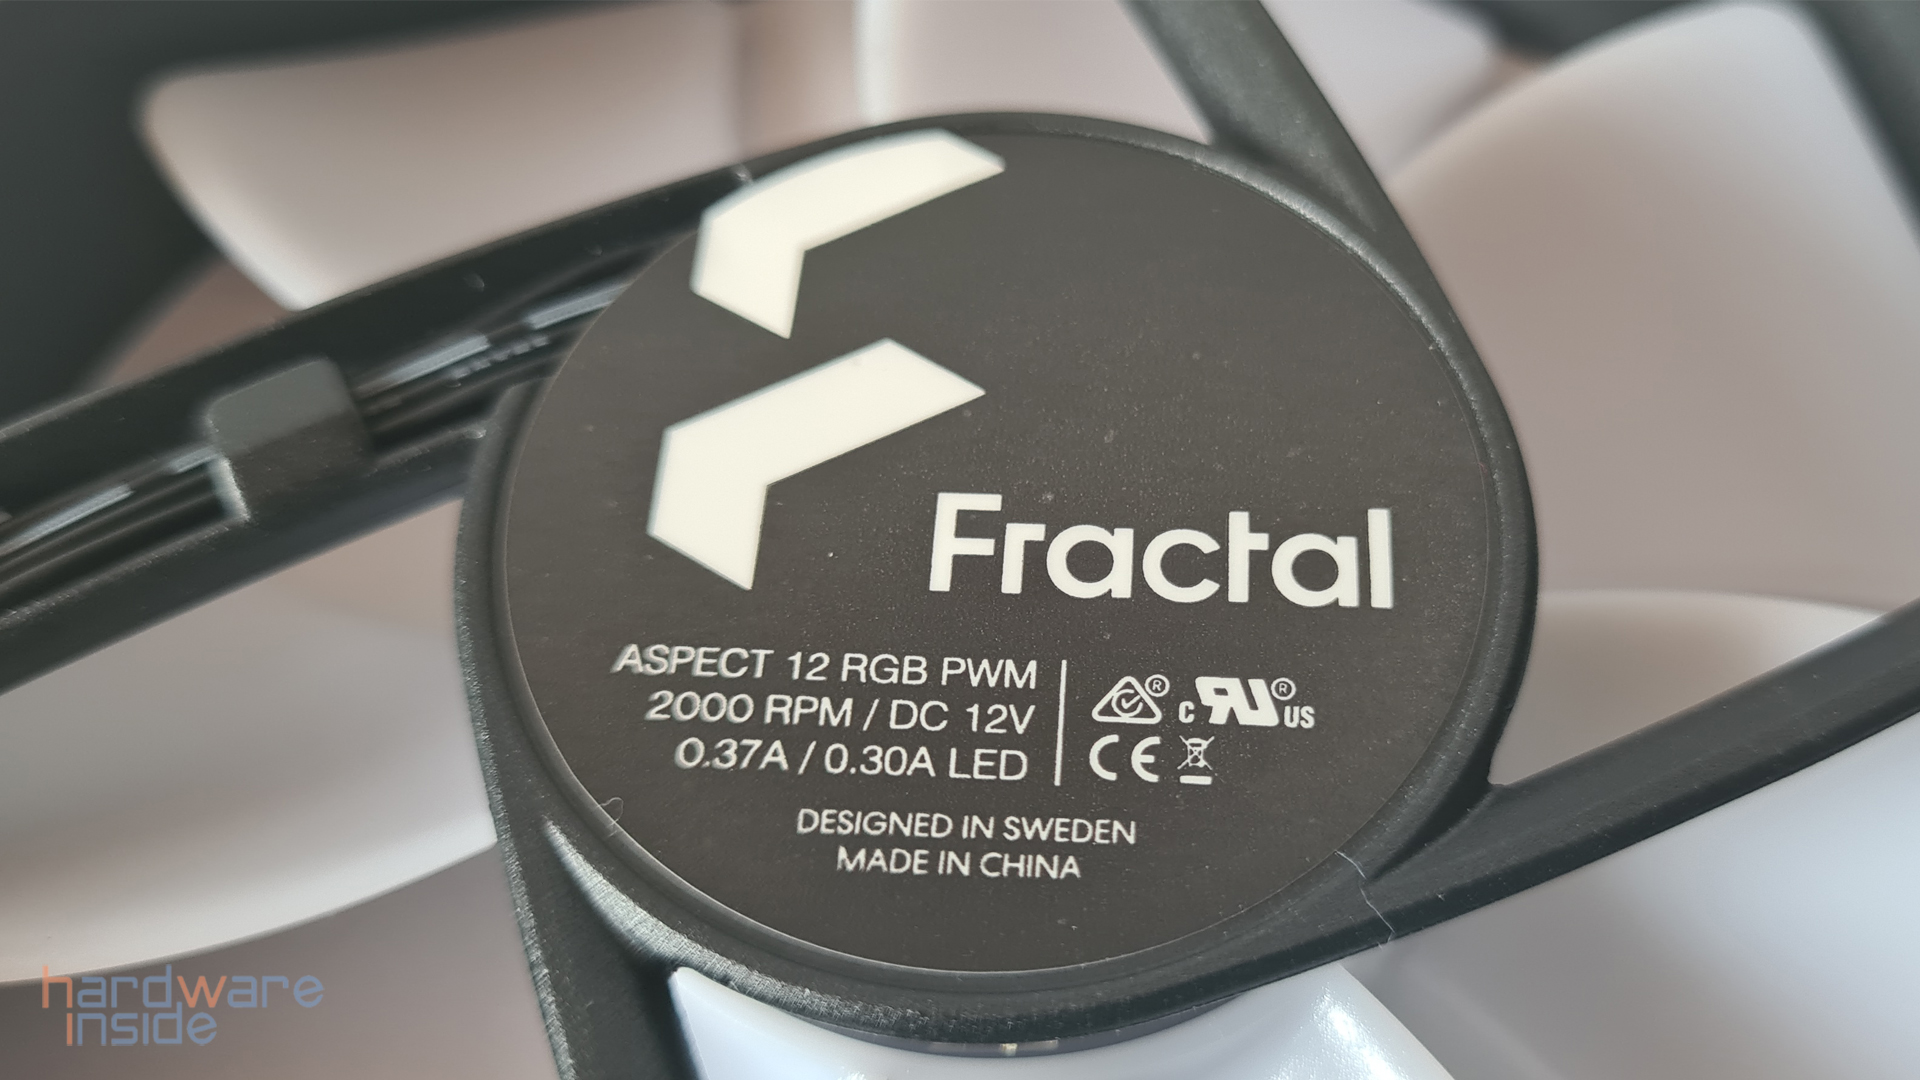 Fractal
ASPECT 12 RGB PWM
2000 RPM / DC 12V
0.37A / 0.30A LED
® c RU ® US
CE
DESIGNED IN SWEDEN
MADE IN CHINA
hardware
inside